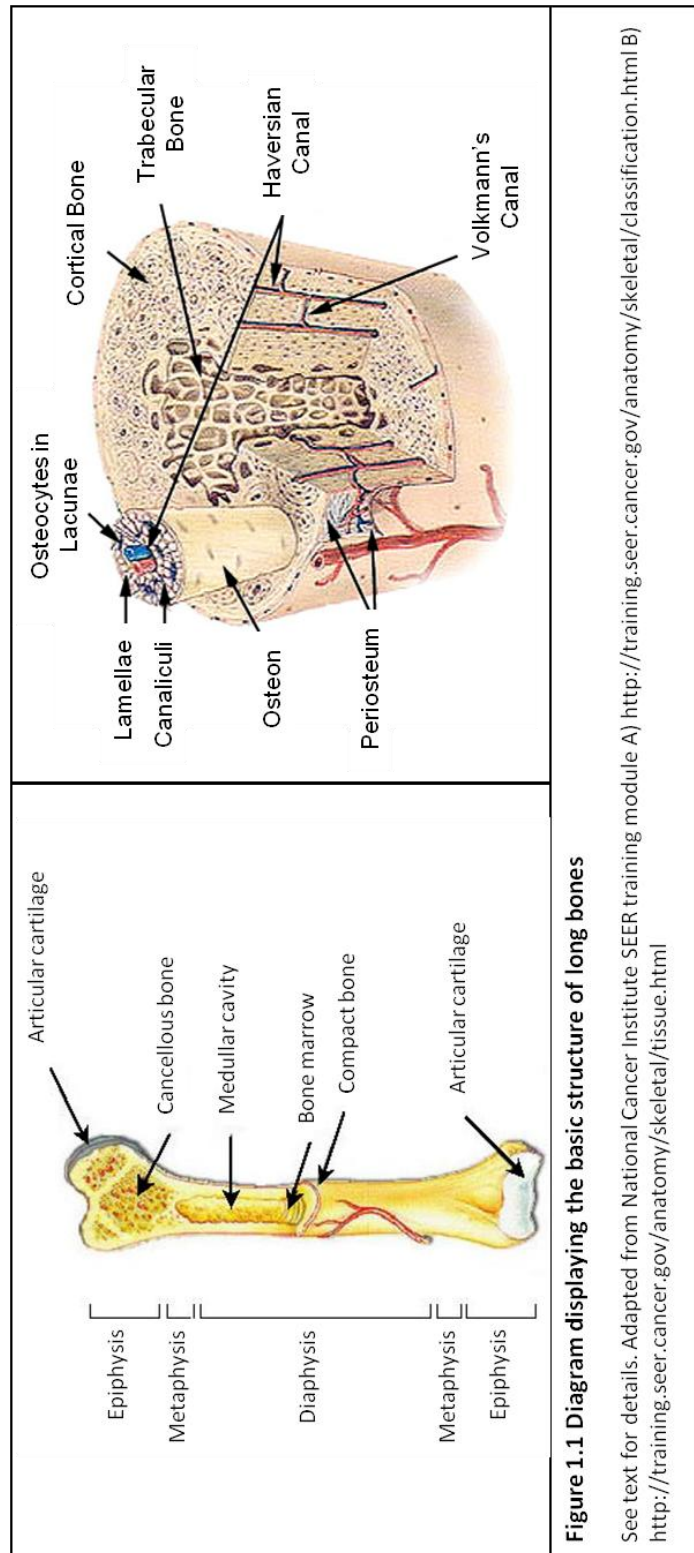 Articular cartilage
Cancellous bone
Medullar cavity
Bone marrow
Compact bone
Articular cartilage
Epiphysis
Metaphysis
Diaphysis
Metaphysis
Epiphysis
Osteocytes in
Lacunae
Lamellae
Canaliculi
Osteon
Periosteum
Cortical Bone
Trabecular
Bone
Haversian
Canal
Volkmann's
Canal
Figure 1.1 Diagram displaying the basic structure of long bones
See text for details. Adapted from National Cancer Institute SEER training module A) http://training.seer.cancer.gov/anatomy/skeletal/classification.html B)
http://training.seer.cancer.gov/anatomy/skeletal/tissue.html